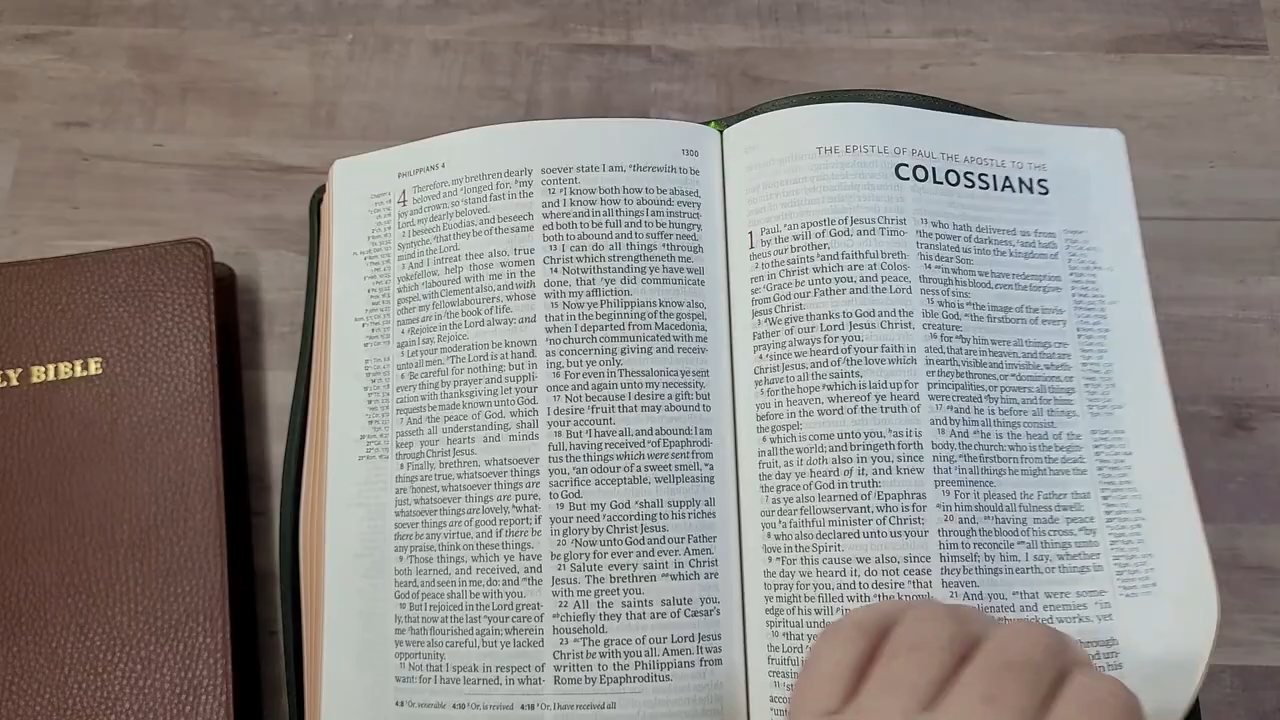 LY BIBLE
PHILIPPIANS 4
1300
4 Therefore, my brethren dearly
beloved and longed for, my
joy and crown, so stand fast in the
Lord, my dearly beloved.
2 I beseech Euodias, and beseech
Syntyche, that they be of the same
mind in the Lord.
3 And I intreat thee also, true
yokefellow, help those women
which laboured with me in the
gospel, with Clement also, and with
other my fellowlabourers, whose
names are in the book of life.
4 Rejoice in the Lord alway: and
again I say, Rejoice.
5 Let your moderation be known
unto all men. The Lord is at hand.
6 Be careful for nothing; but in
every thing by prayer and suppli-
cation with thanksgiving let your
requests be made known unto God.
7 And the peace of God, which
passeth all understanding, shall
keep your hearts and minds
through Christ Jesus.
8 Finally, brethren, whatsoever
things are true, whatsoever things
are honest, whatsoever things are
just, whatsoever things are pure,
whatsoever things are lovely, what-
soever things are of good report; if
there be any virtue, and if there be
any praise, think on these things.
9 Those things, which ye have
both learned, and received, and
heard, and seen in me, do: and the
God of peace shall be with you.
10 But I rejoiced in the Lord great-
ly, that now at the last your care of
me hath flourished again; wherein
ye were also careful, but ye lacked
opportunity.
11 Not that I speak in respect of
want: for I have learned, in what-
soever state I am, therewith to be
content.
12 I know both how to be abased,
and I know how to abound: every
where and in all things I am instruct-
ed both to be full and to be hungry,
both to abound and to suffer need.
13 I can do all things through
Christ which strengtheneth me.
14 Notwithstanding ye have well
done, that ye did communicate
with my affliction.
15 Now ye Philippians know also,
that in the beginning of the gospel,
when I departed from Macedonia,
no church communicated with me
as concerning giving and receiv-
ing, but ye only.
16 For even in Thessalonica ye sent
once and again unto my necessity.
17 Not because I desire a gift: but
I desire fruit that may abound to
your account.
18 But I have all, and abound: I am
full, having received of Epaphrodi-
tus the things which were sent from
you, an odour of a sweet smell, a
sacrifice acceptable, wellpleasing
to God.
19 But my God shall supply all
your need according to his riches
in glory by Christ Jesus.
20 Now unto God and our Father
be glory for ever and ever. Amen.
21 Salute every saint in Christ
Jesus. The brethren which are
with me greet you.
22 All the saints salute you,
chiefly they that are of Cæsar's
household.
23 The grace of our Lord Jesus
Christ be with you all. Amen. It was
written to the Philippians from
Rome by Epaphroditus.
4:8 Or, venerable 4:10 Or, is revived 4:18 Or, I have received all
THE EPISTLE OF PAUL THE APOSTLE TO THE
COLOSSIANS
1 Paul, an apostle of Jesus Christ
by the will of God, and Timo-
theus our brother,
2 to the saints and faithful breth-
ren in Christ which are at Colos-
se: Grace be unto you, and peace,
from God our Father and the Lord
Jesus Christ.
3 We give thanks to God and the
Father of our Lord Jesus Christ,
praying always for you,
4 since we heard of your faith in
Christ Jesus, and of the love which
ye have to all the saints,
5 for the hope which is laid up for
you in heaven, whereof ye heard
before in the word of the truth of
the gospel;
6 which is come unto you, as it is
in all the world; and bringeth forth
fruit, as it doth also in you, since
the day ye heard of it, and knew
the grace of God in truth:
7 as ye also learned of Epaphras
our dear fellowservant, who is for
you a faithful minister of Christ;
8 who also declared unto us your
love in the Spirit.
9 For this cause we also, since
the day we heard it, do not cease
to pray for you, and to desire that
ye might be filled with the knowl-
edge of his will in
spiritual unde
10 that ye
the Lord
fruitful i
creasin
11 st
accor
unt
13 who hath delivered us from
the power of darkness, and hath
translated us into the kingdom of
his dear Son:
14 in whom we have redemption
through his blood, even the forgive-
ness of sins:
15 who is the image of the invis-
ible God, the firstborn of every
creature:
16 for by him were all things cre-
ated, that are in heaven, and that are
in earth, visible and invisible, wheth-
er they be thrones, or dominions, or
principalities, or powers: all things
were created by him, and for him:
17 and he is before all things,
and by him all things consist.
18 And he is the head of the
body, the church: who is the begin-
ning, the firstborn from the dead;
that in all things he might have the
preeminence.
19 For it pleased the Father that
in him should all fulness dwell;
20 and, having made peace
through the blood of his cross, by
him to reconcile all things unto
himself; by him, I say, whether
they be things in earth, or things in
heaven.
21 And you, that were some-
lienated and enemies in
wicked works, yet
hrough
d un-
in his